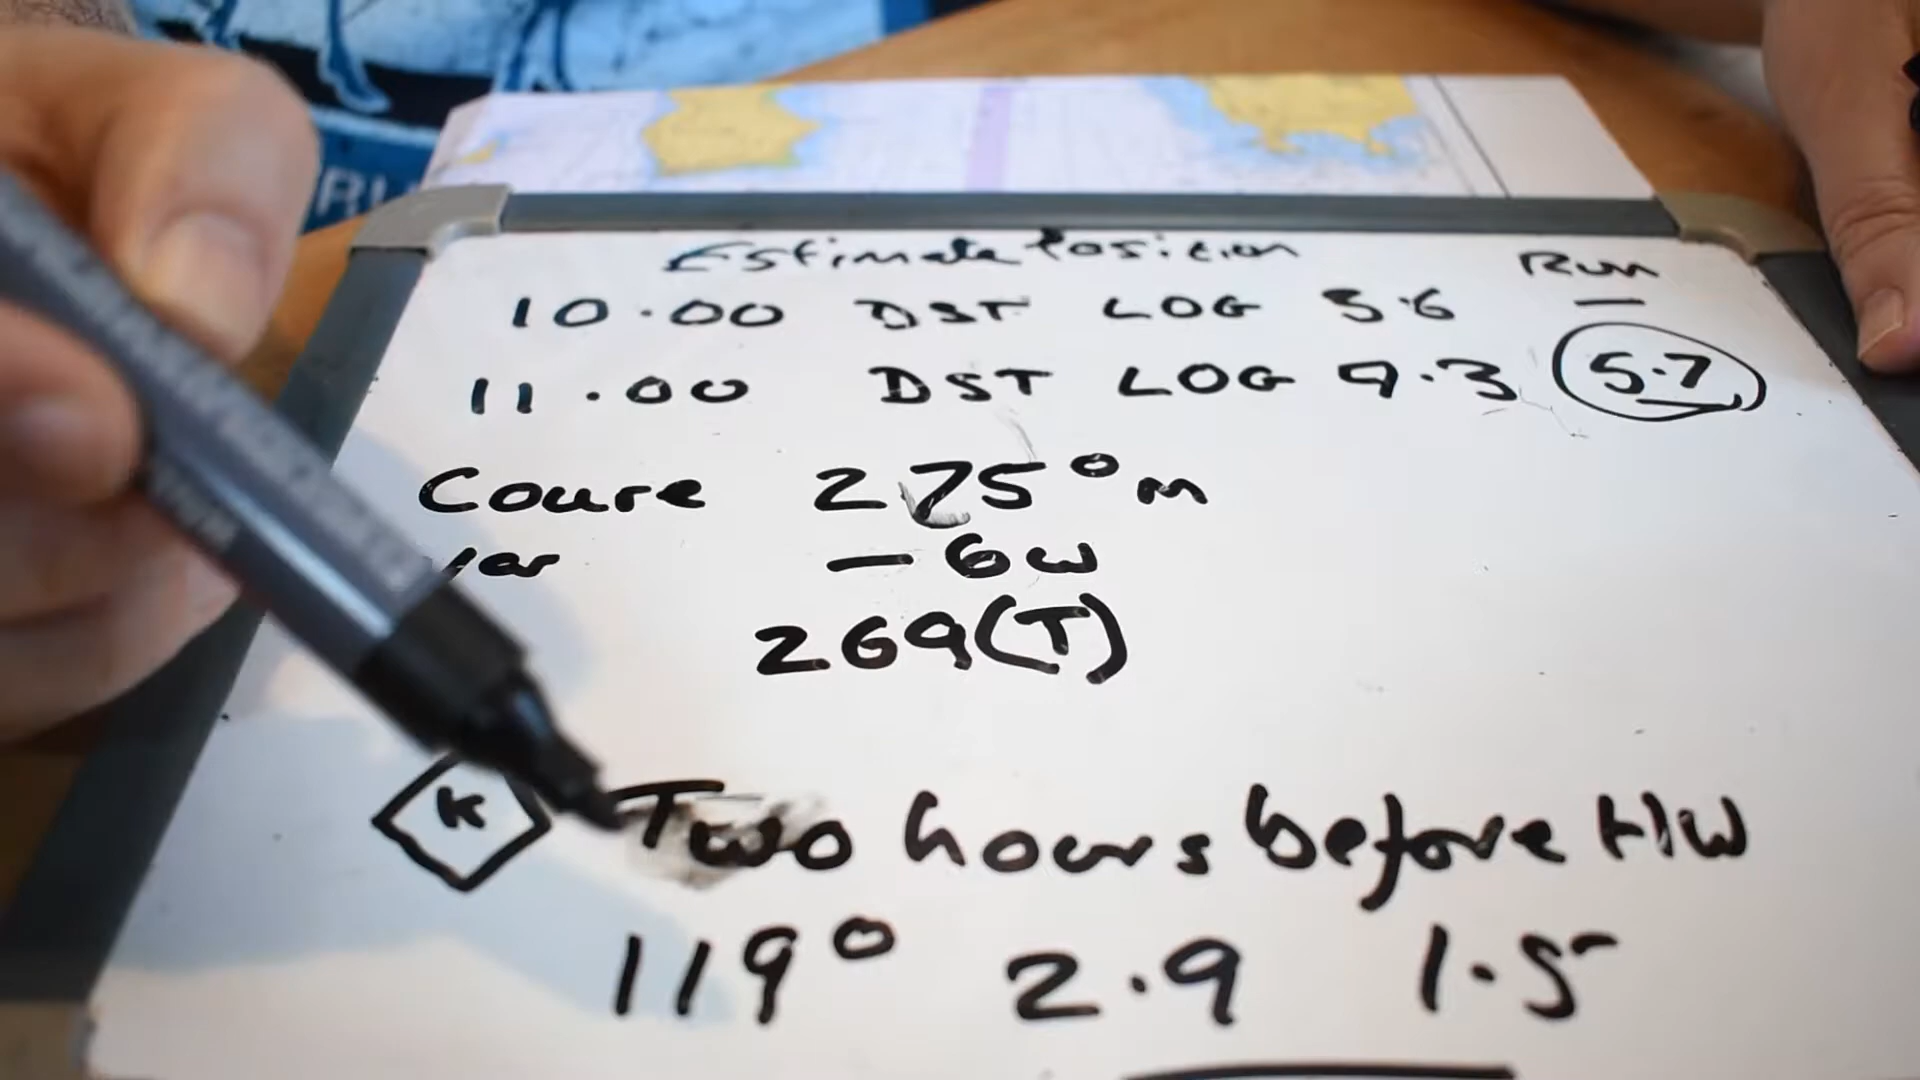 Estimate Position Run
10.00 DST LOG 3.6 —
11.00 DST LOG 9.3 5.7
Course 275° m
Var - 6w
269(T)
K Two hours before HW
119° 2.9 1.5